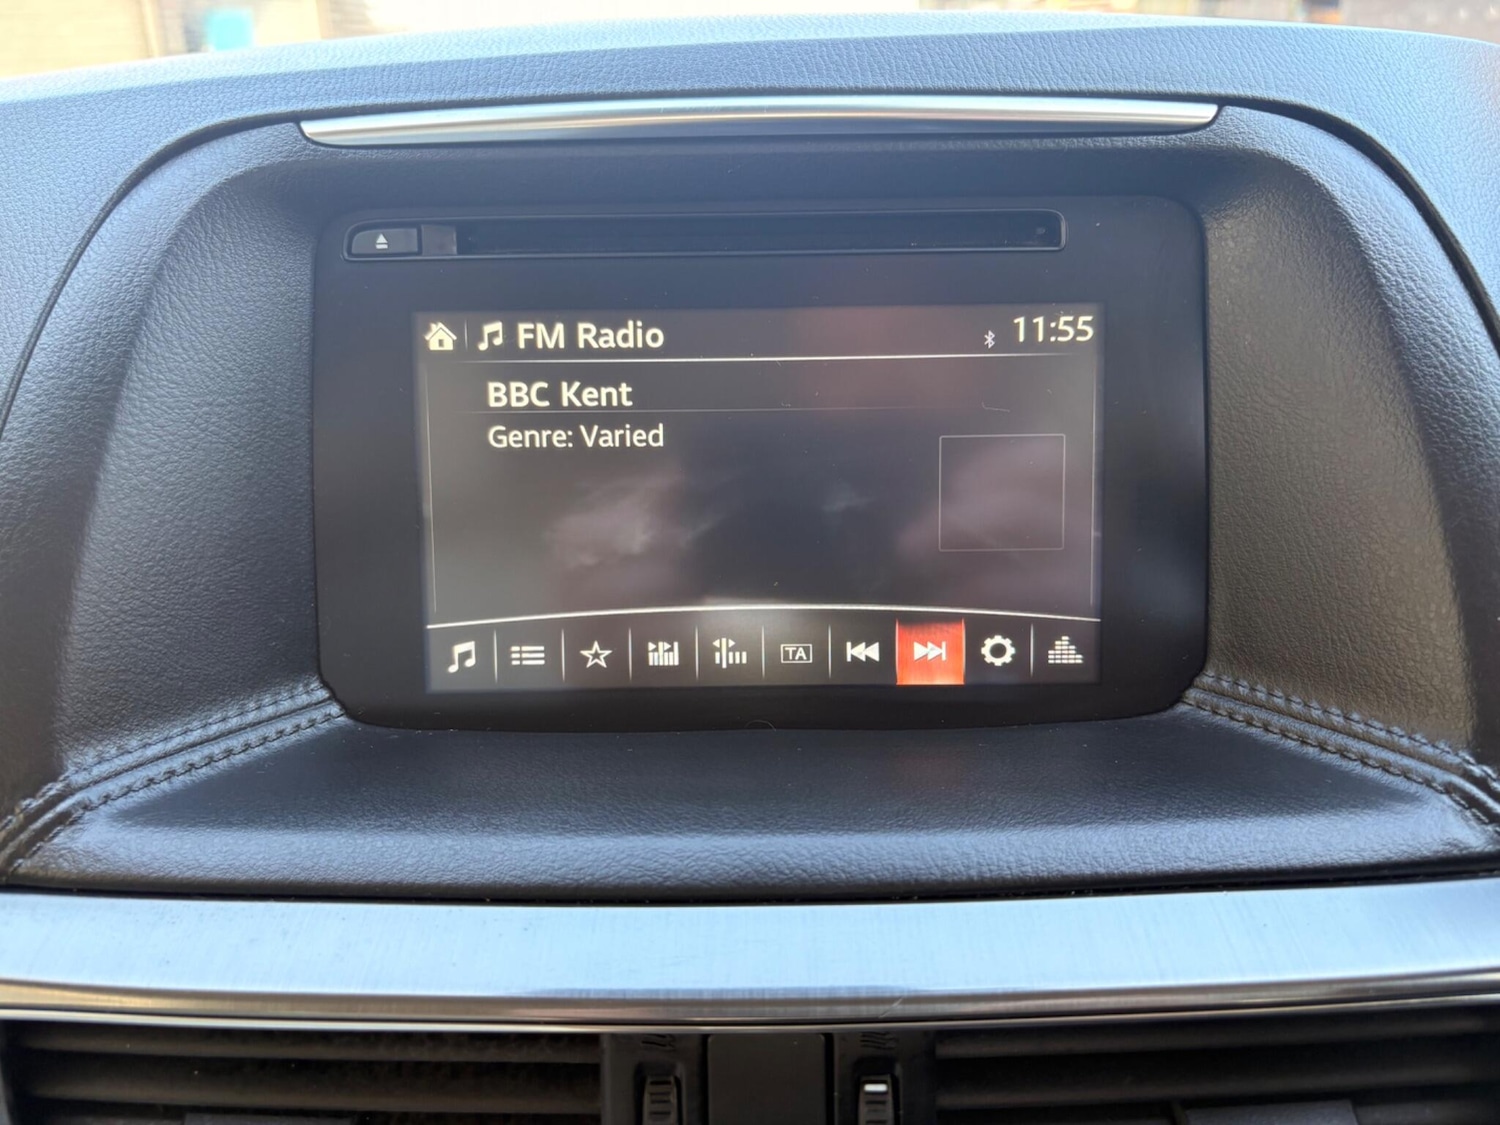 FM Radio
11:55
BBC Kent
Genre: Varied
TA